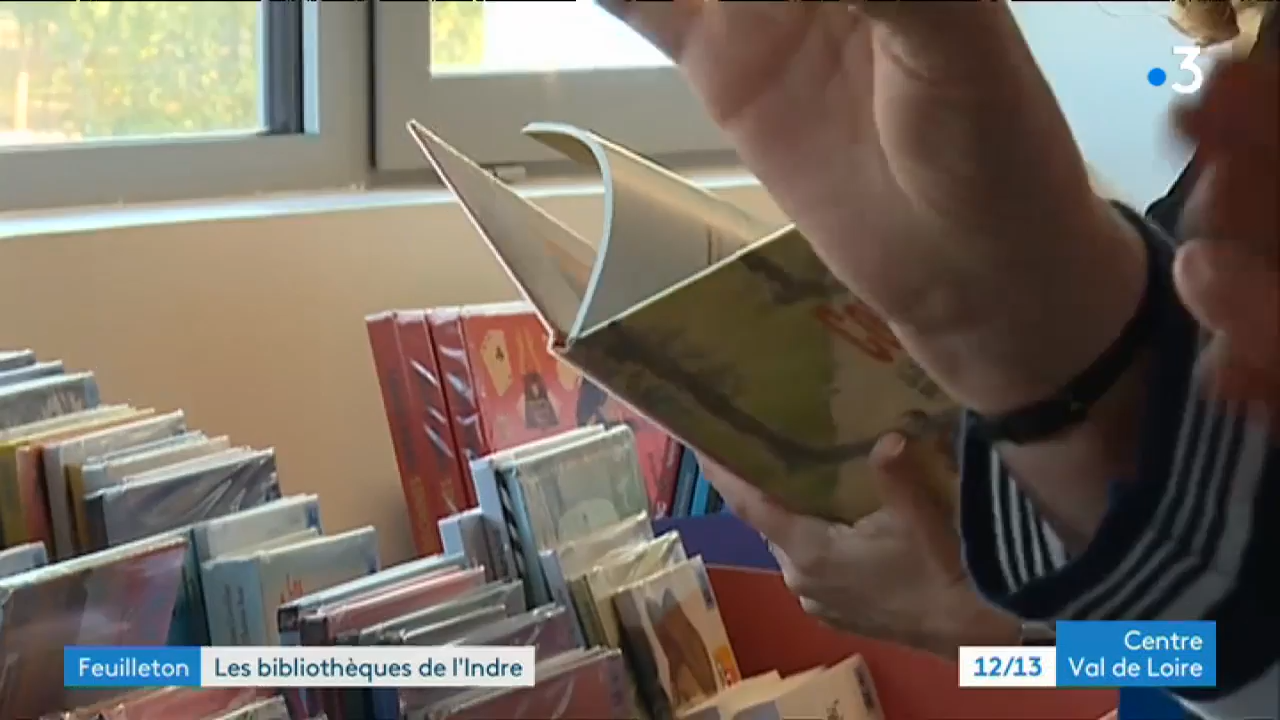 3
Feuilleton
Les bibliothèques de l'Indre
12/13
Centre
Val de Loire